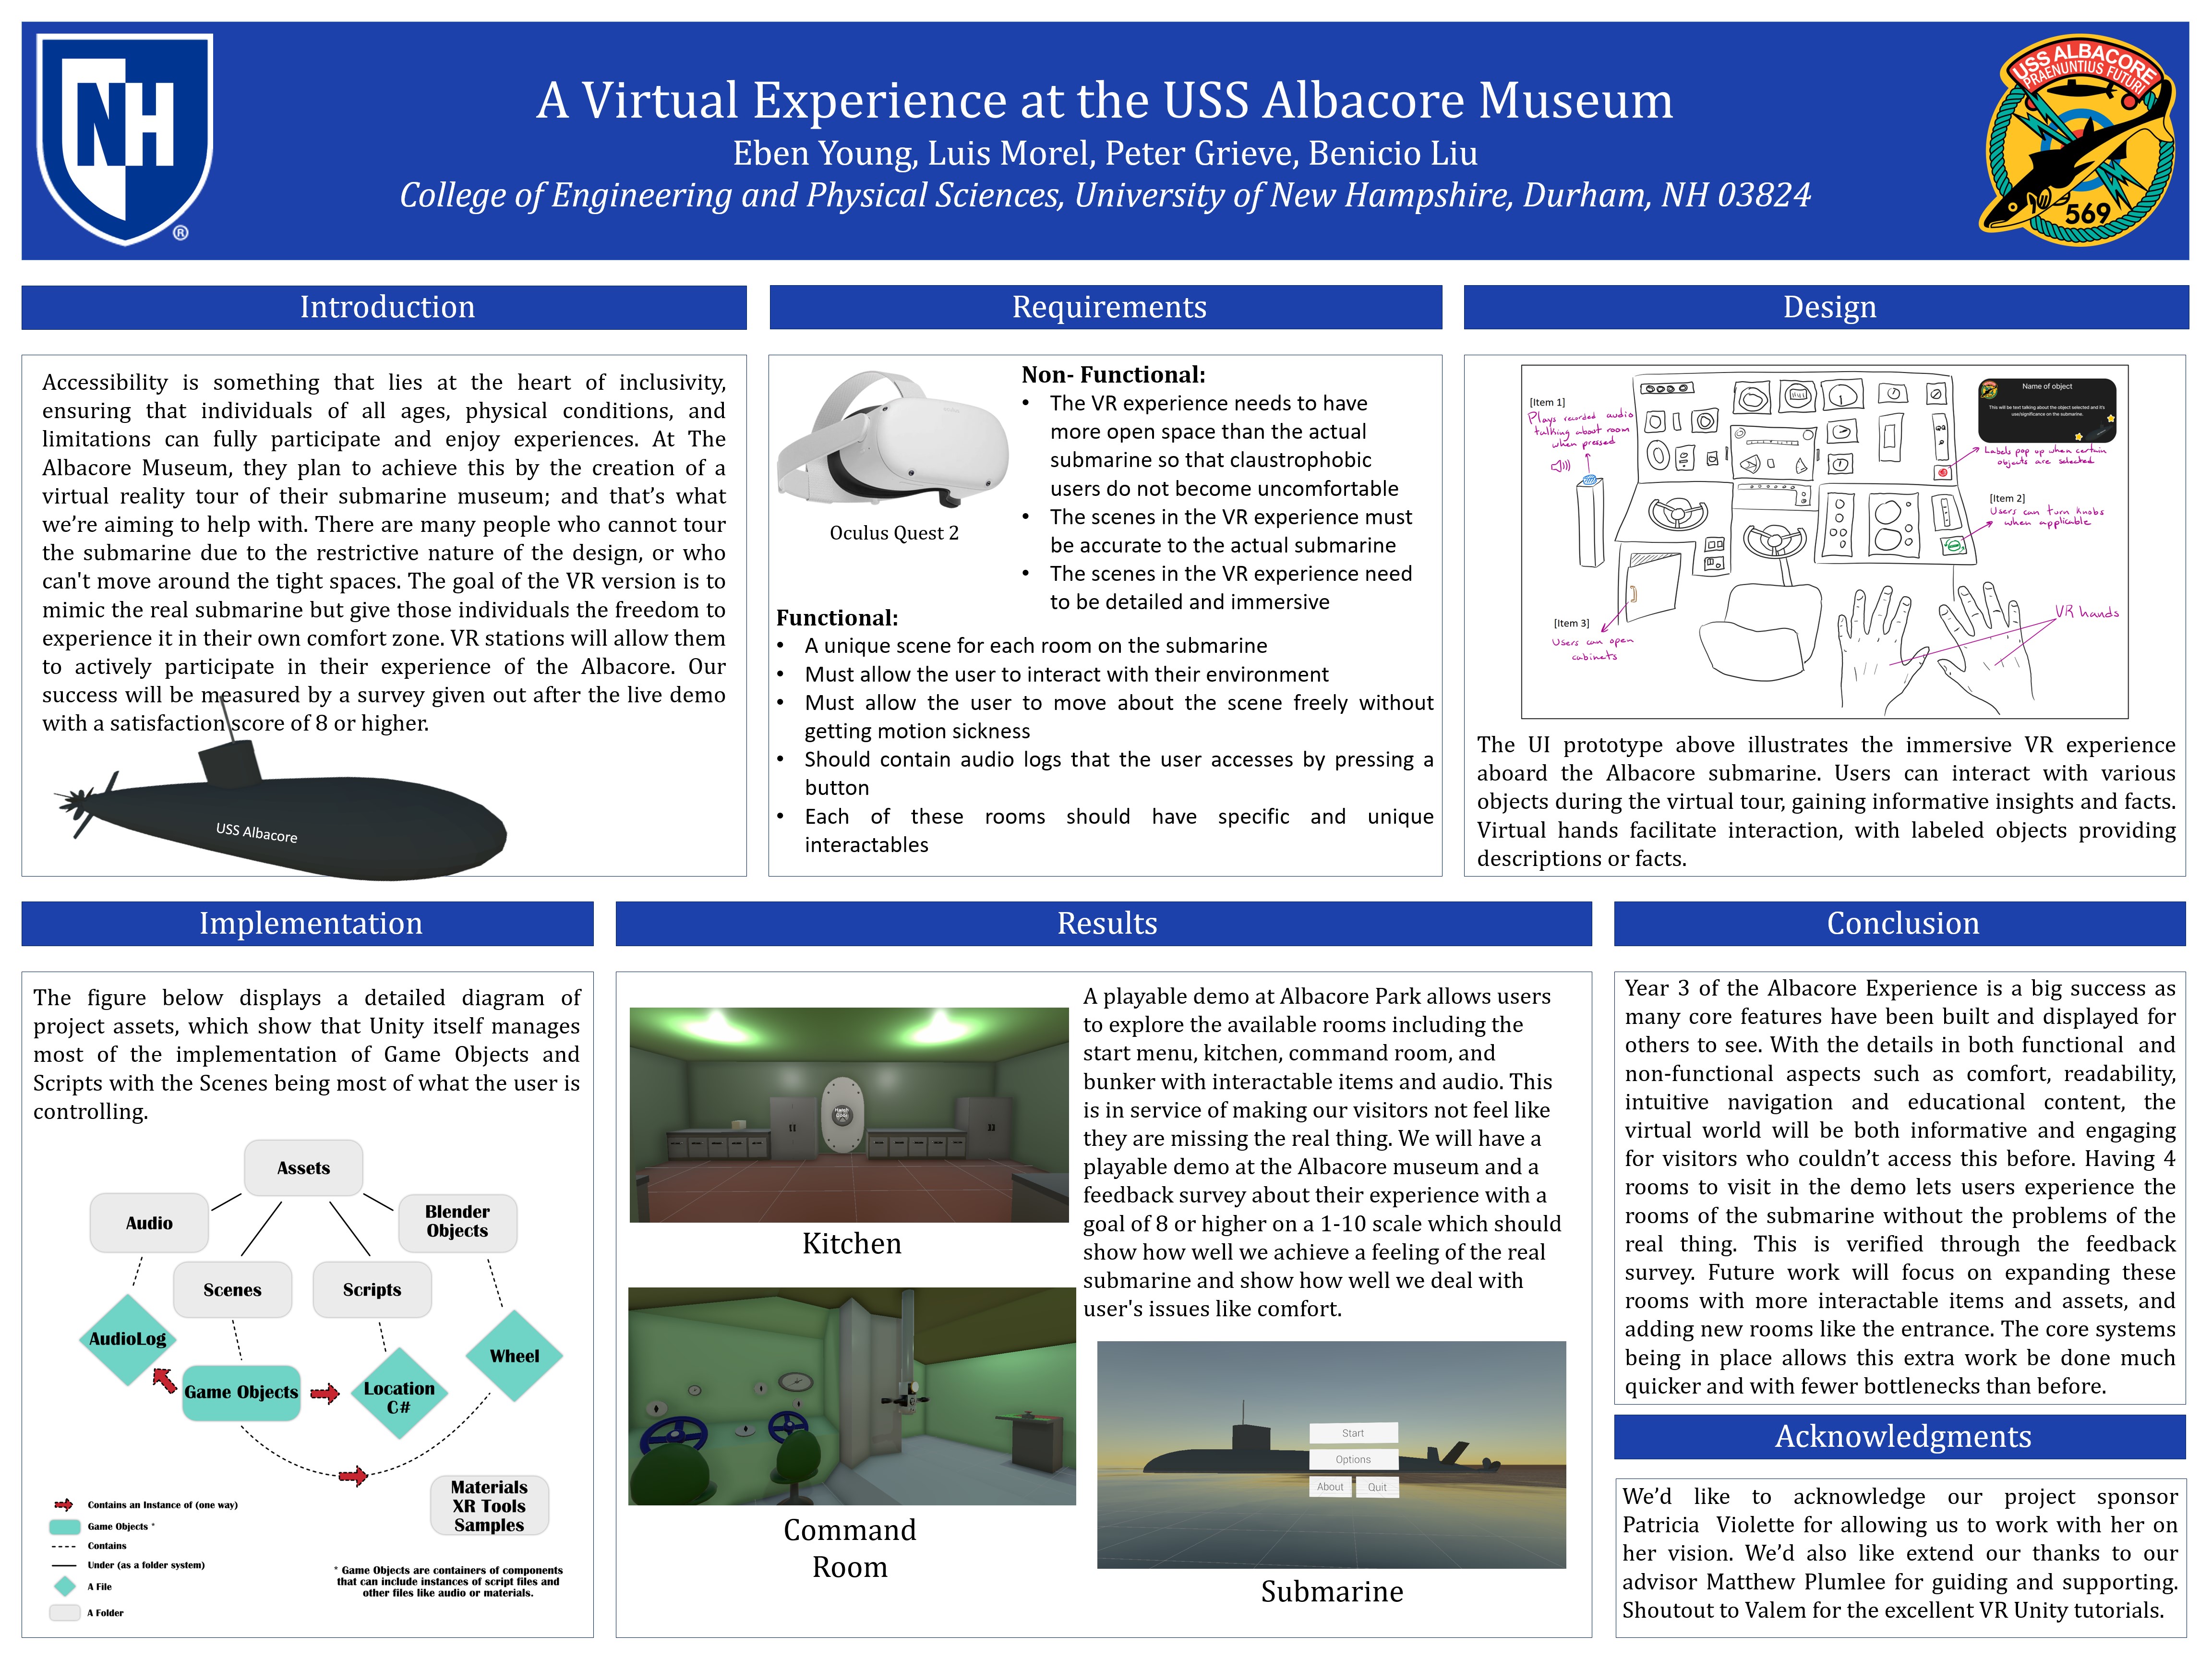 NH
®
A Virtual Experience at the USS Albacore Museum
Eben Young, Luis Morel, Peter Grieve, Benicio Liu
College of Engineering and Physical Sciences, University of New Hampshire, Durham, NH 03824
USS ALBACORE
PRAENUNTIUS FUTURI
569
Introduction
Accessibility is something that lies at the heart of inclusivity,
ensuring that individuals of all ages, physical conditions, and
limitations can fully participate and enjoy experiences. At The
Albacore Museum, they plan to achieve this by the creation of a
virtual reality tour of their submarine museum; and that's what
we're aiming to help with. There are many people who cannot tour
the submarine due to the restrictive nature of the design, or who
can't move around the tight spaces. The goal of the VR version is to
mimic the real submarine but give those individuals the freedom to
experience it in their own comfort zone. VR stations will allow them
to actively participate in their experience of the Albacore. Our
success will be measured by a survey given out after the live demo
with a satisfaction score of 8 or higher.
USS Albacore
Requirements
Oculus Quest 2
Non- Functional:
• The VR experience needs to have
more open space than the actual
submarine so that claustrophobic
users do not become uncomfortable
• The scenes in the VR experience must
be accurate to the actual submarine
• The scenes in the VR experience need
to be detailed and immersive
Functional:
• A unique scene for each room on the submarine
• Must allow the user to interact with their environment
• Must allow the user to move about the scene freely without
getting motion sickness
• Should contain audio logs that the user accesses by pressing a
button
• Each of these rooms should have specific and unique
interactables
Design
[Item 1]
Plays recorded audio
talking about room
when pressed
Name of object
This will be text talking about the object selected and it's
use/significance on the submarine.
Labels pop up when certain
objects are selected
[Item 2]
Users can turn knobs
when applicable
[Item 3]
Users can open
cabinets
VR hands
The UI prototype above illustrates the immersive VR experience
aboard the Albacore submarine. Users can interact with various
objects during the virtual tour, gaining informative insights and facts.
Virtual hands facilitate interaction, with labeled objects providing
descriptions or facts.
Implementation
The figure below displays a detailed diagram of
project assets, which show that Unity itself manages
most of the implementation of Game Objects and
Scripts with the Scenes being most of what the user is
controlling.
Assets
Audio
Blender
Objects
Scenes
Scripts
AudioLog
Wheel
Game Objects
Location
C#
Materials
XR Tools
Samples
Contains an Instance of (one way)
Game Objects *
Contains
Under (as a folder system)
A File
A Folder
* Game Objects are containers of components
that can include instances of script files and
other files like audio or materials.
Results
Kitchen
Command
Room
A playable demo at Albacore Park allows users
to explore the available rooms including the
start menu, kitchen, command room, and
bunker with interactable items and audio. This
is in service of making our visitors not feel like
they are missing the real thing. We will have a
playable demo at the Albacore museum and a
feedback survey about their experience with a
goal of 8 or higher on a 1-10 scale which should
show how well we achieve a feeling of the real
submarine and show how well we deal with
user's issues like comfort.
Start
Options
About
Quit
Submarine
Conclusion
Year 3 of the Albacore Experience is a big success as
many core features have been built and displayed for
others to see. With the details in both functional and
non-functional aspects such as comfort, readability,
intuitive navigation and educational content, the
virtual world will be both informative and engaging
for visitors who couldn't access this before. Having 4
rooms to visit in the demo lets users experience the
rooms of the submarine without the problems of the
real thing. This is verified through the feedback
survey. Future work will focus on expanding these
rooms with more interactable items and assets, and
adding new rooms like the entrance. The core systems
being in place allows this extra work be done much
quicker and with fewer bottlenecks than before.
Acknowledgments
We'd like to acknowledge our project sponsor
Patricia Violette for allowing us to work with her on
her vision. We'd also like extend our thanks to our
advisor Matthew Plumlee for guiding and supporting.
Shoutout to Valem for the excellent VR Unity tutorials.